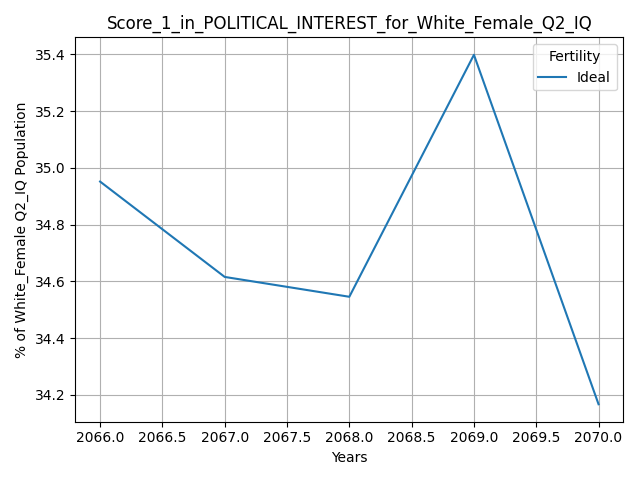 Score_1_in_POLITICAL_INTEREST_for_White_Female_Q2_IQ
Fertility
Ideal
% of White_Female Q2_IQ Population
35.4
35.2
35.0
34.8
34.6
34.4
34.2
2066.0 2066.5 2067.0 2067.5 2068.0 2068.5 2069.0 2069.5 2070.0
Years